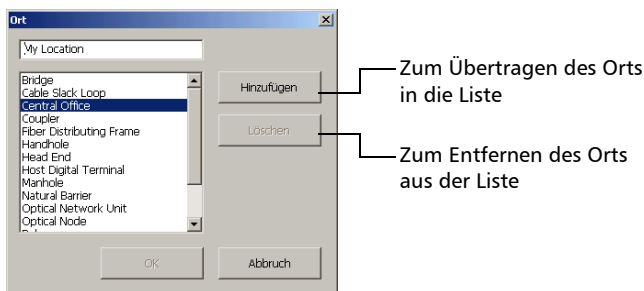 Ort
My Location
Bridge
Cable Slack Loop
Central Office
Coupler
Fiber Distributing Frame
Handhole
Head End
Host Digital Terminal
Manhole
Natural Barrier
Optical Network Unit
Optical Node
Hinzufügen
Löschen
OK
Abbruch
Zum Übertragen des Orts
in die Liste
Zum Entfernen des Orts
aus der Liste